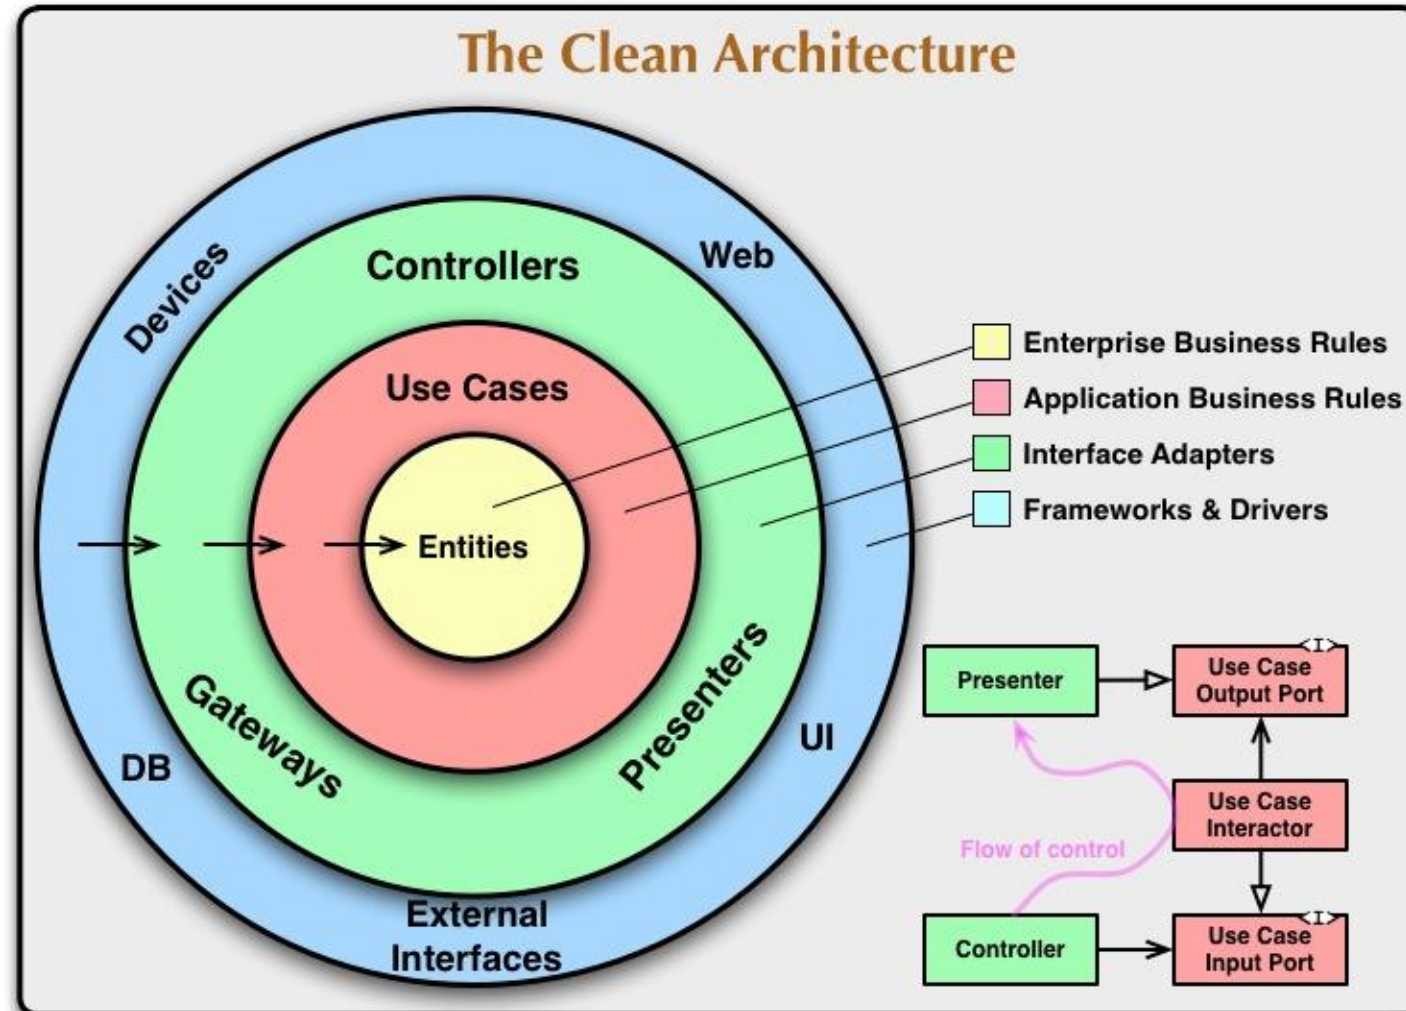 The Clean Architecture
Devices
Controllers
Web
Use Cases
Entities
Gateways
Presenters
DB
UI
External
Interfaces
Enterprise Business Rules
Application Business Rules
Interface Adapters
Frameworks & Drivers
Presenter
<I>
Use Case
Output Port
Use Case
Interactor
Flow of control
Controller
<I>
Use Case
Input Port